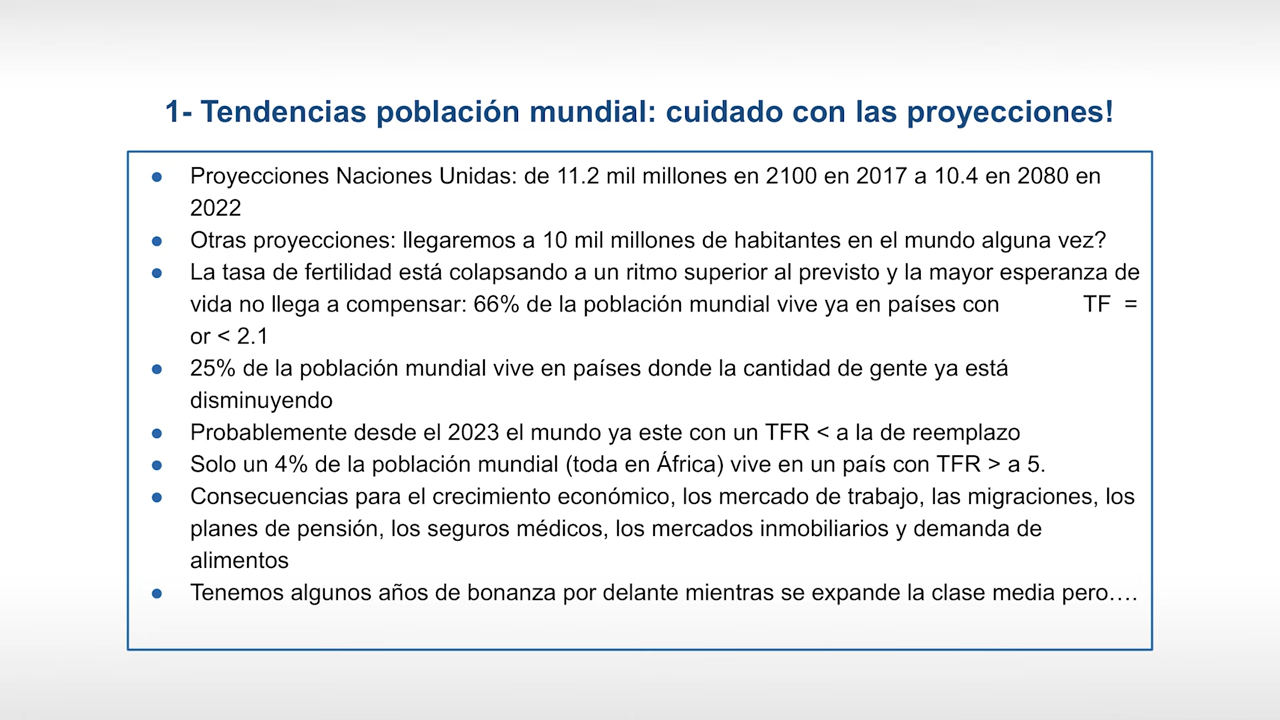 1- Tendencias población mundial: cuidado con las proyecciones!
● Proyecciones Naciones Unidas: de 11.2 mil millones en 2100 en 2017 a 10.4 en 2080 en
2022
● Otras proyecciones: llegaremos a 10 mil millones de habitantes en el mundo alguna vez?
● La tasa de fertilidad está colapsando a un ritmo superior al previsto y la mayor esperanza de
vida no llega a compensar: 66% de la población mundial vive ya en países con TF =
or < 2.1
● 25% de la población mundial vive en países donde la cantidad de gente ya está
disminuyendo
● Probablemente desde el 2023 el mundo ya este con un TFR < a la de reemplazo
● Solo un 4% de la población mundial (toda en África) vive en un país con TFR > a 5.
● Consecuencias para el crecimiento económico, los mercado de trabajo, las migraciones, los
planes de pensión, los seguros médicos, los mercados inmobiliarios y demanda de
alimentos
● Tenemos algunos años de bonanza por delante mientras se expande la clase media pero….